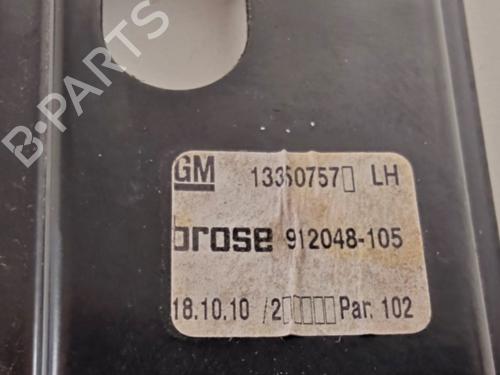 GM 13350757▯ LH
brose 912048-105
18.10.10 /2▯▯▯▯▯ Par. 102
B-PARTS